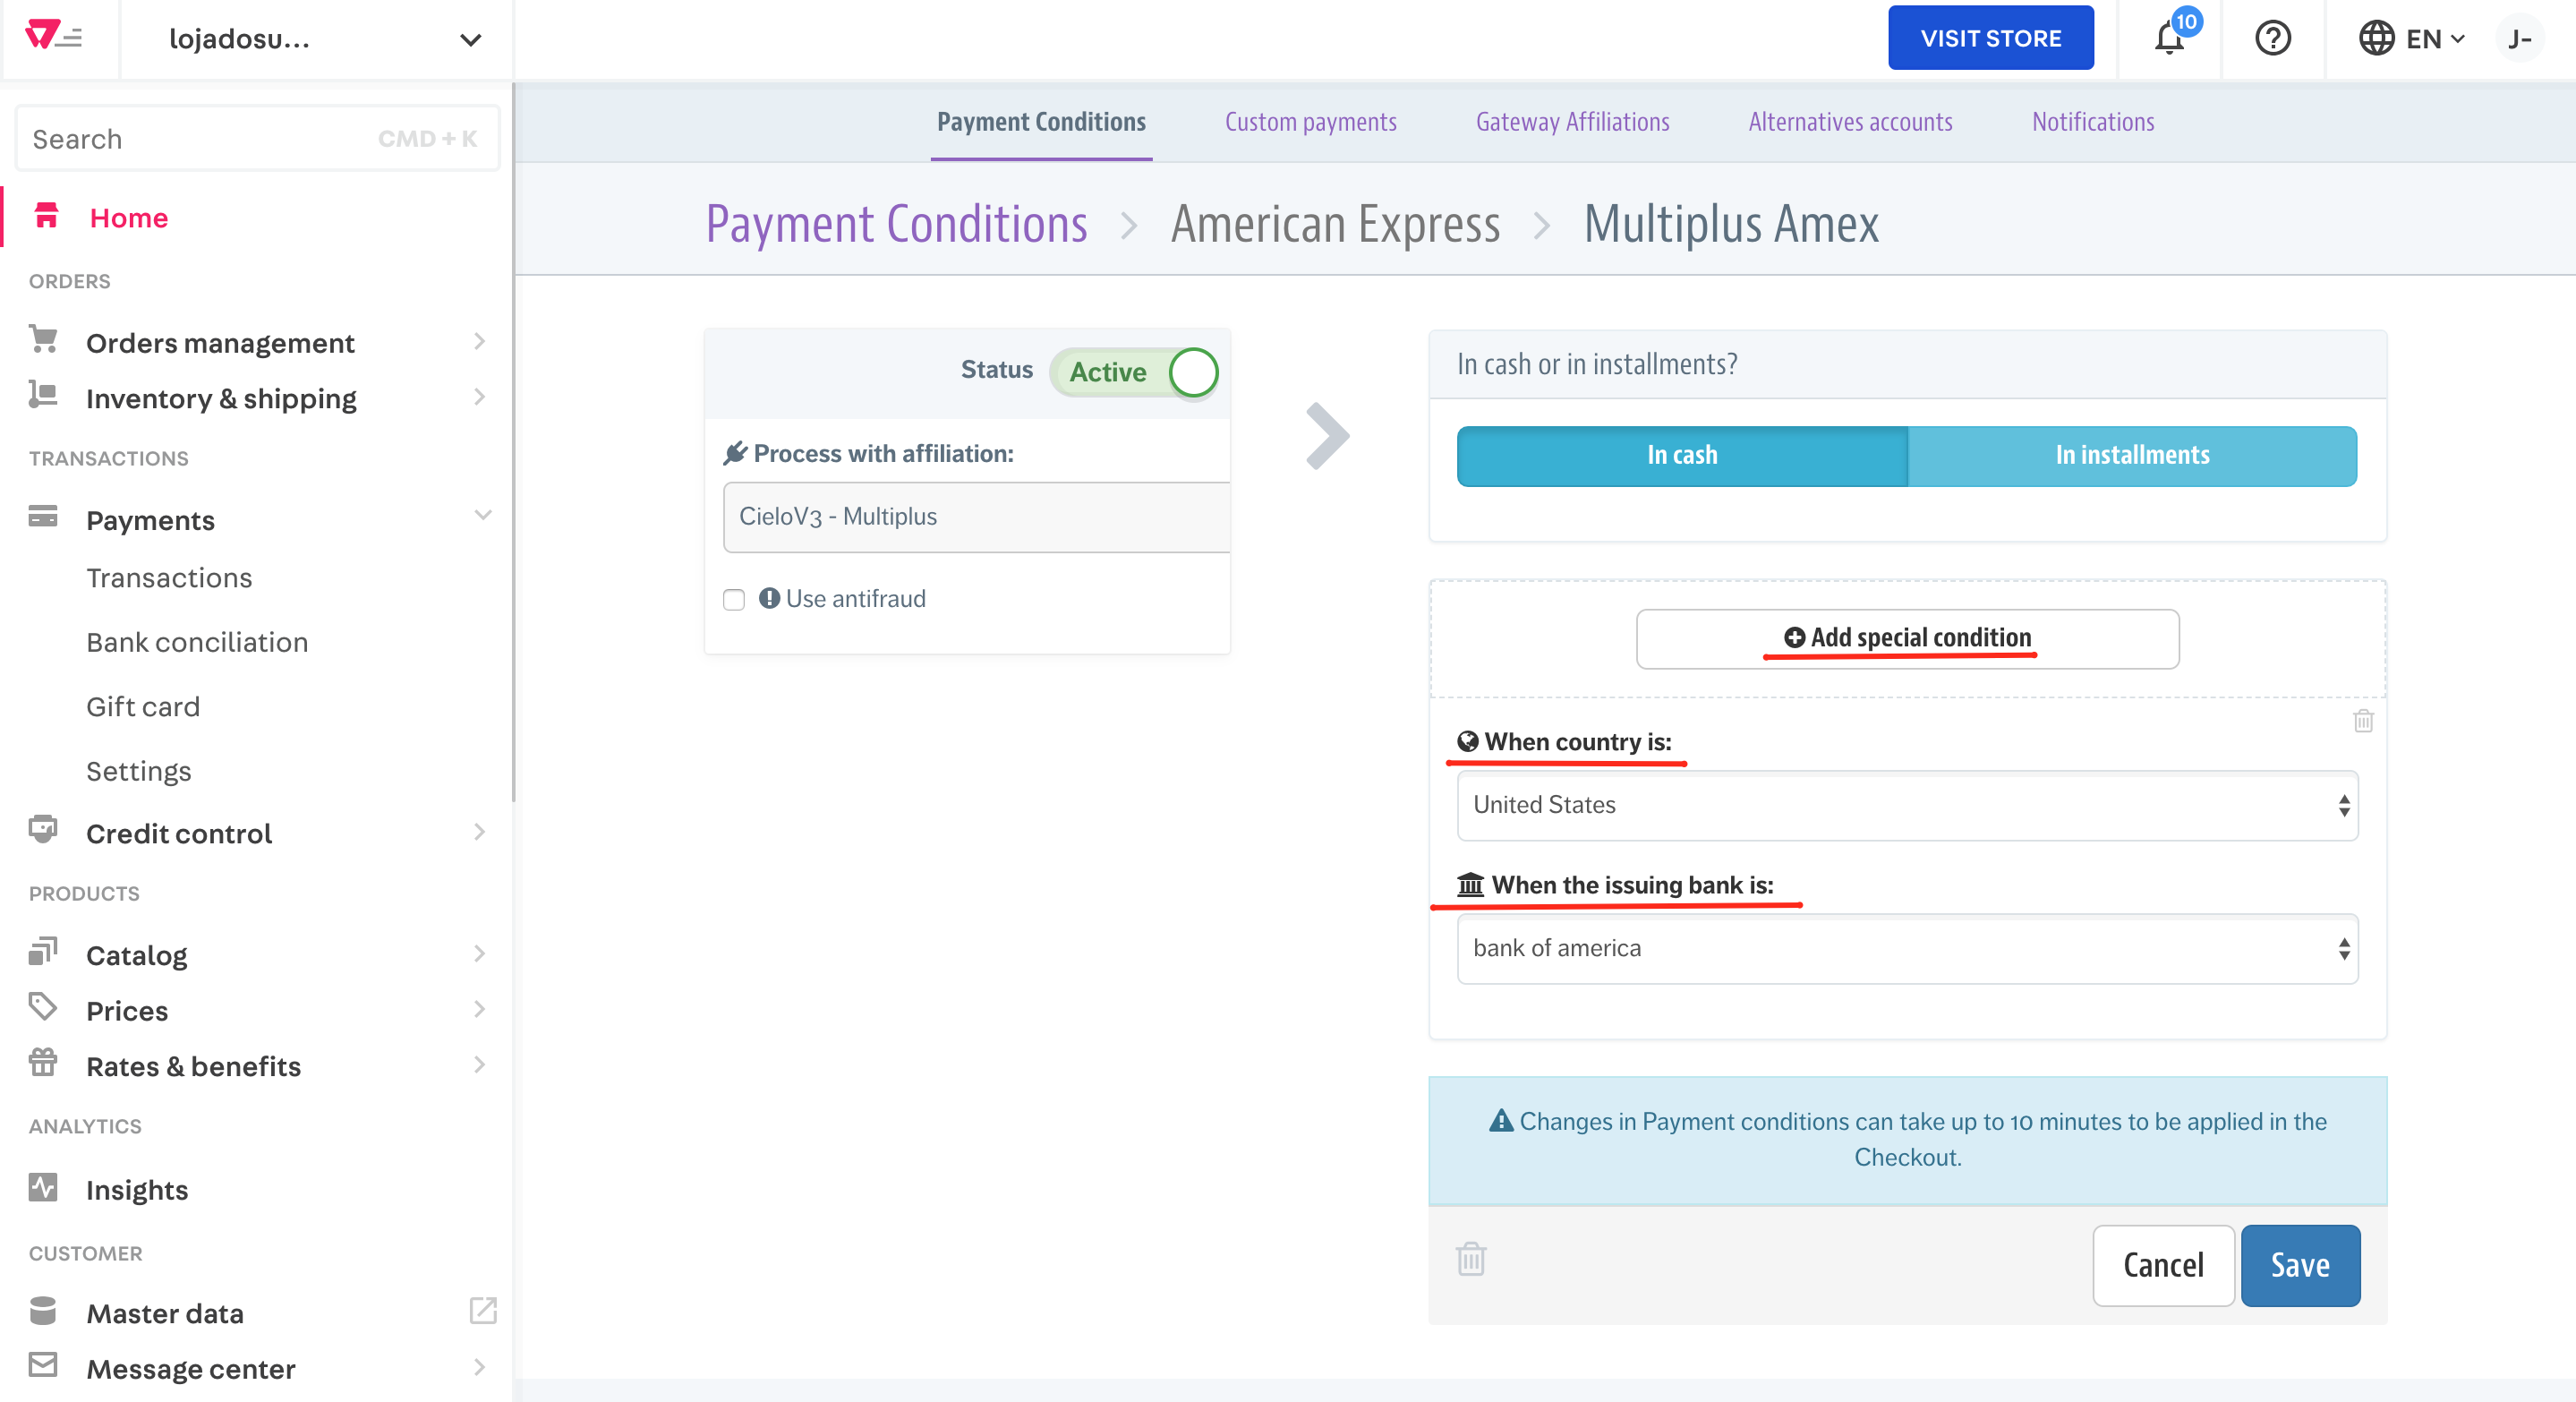 lojadosu...
VISIT STORE
10
EN
J-
Search
CMD + K
Home
ORDERS
Orders management
Inventory & shipping
TRANSACTIONS
Payments
Transactions
Bank conciliation
Gift card
Settings
Credit control
PRODUCTS
Catalog
Prices
Rates & benefits
ANALYTICS
Insights
CUSTOMER
Master data
Message center
Payment Conditions
Custom payments
Gateway Affiliations
Alternatives accounts
Notifications
Payment Conditions > American Express > Multiplus Amex
Status
Active
Process with affiliation:
CieloV3 - Multiplus
Use antifraud
In cash or in installments?
In cash
In installments
Add special condition
When country is:
United States
When the issuing bank is:
bank of america
Changes in Payment conditions can take up to 10 minutes to be applied in the
Checkout.
Cancel
Save